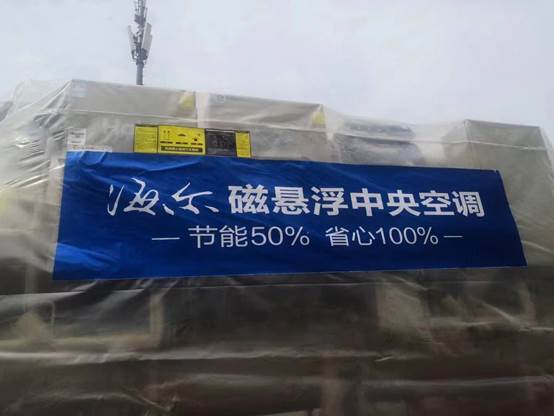 海尔 磁悬浮中央空调
— 节能50% 省心100% —